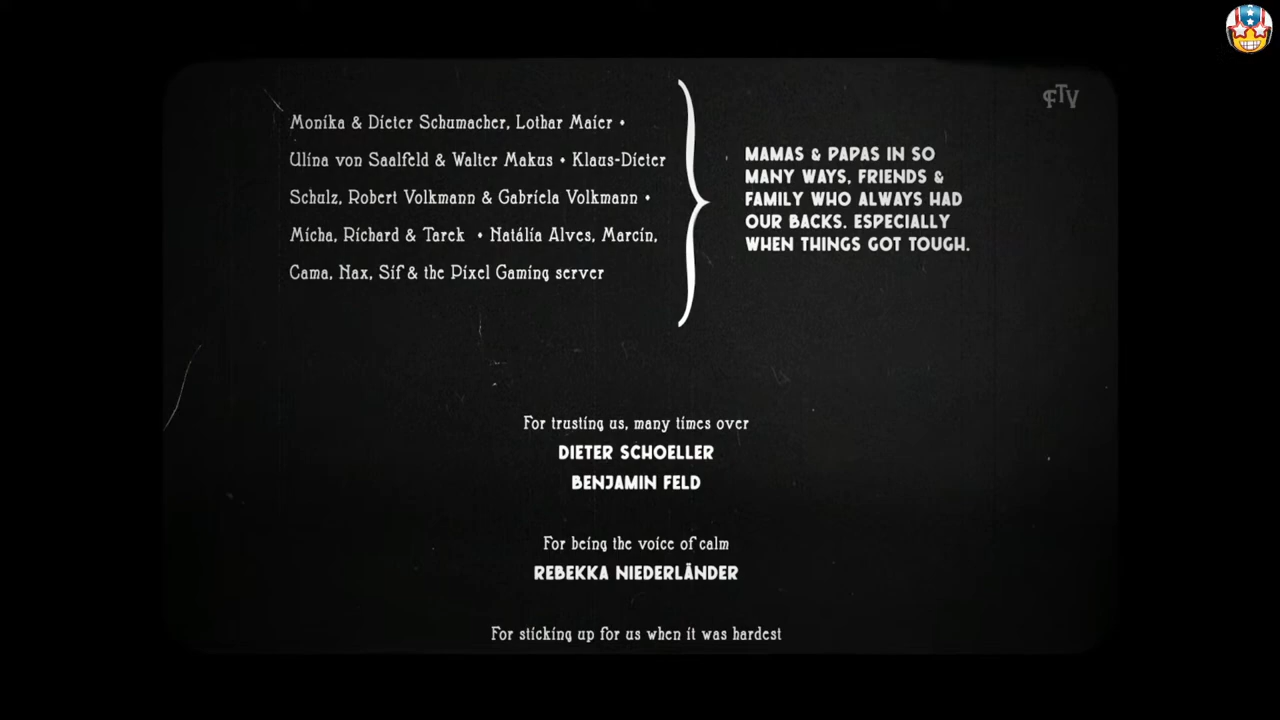 FTV
Monika & Dieter Schumacher, Lothar Maier •
Ulina von Saalfeld & Walter Makus • Klaus-Dieter
Schulz, Robert Volkmann & Gabriela Volkmann •
Micha, Richard & Tarek • Natália Alves, Marcin,
Cama, Nax, Sif & the Pixel Gaming server
MAMAS & PAPAS IN SO
MANY WAYS, FRIENDS &
FAMILY WHO ALWAYS HAD
OUR BACKS. ESPECIALLY
WHEN THINGS GOT TOUGH.
For trusting us, many times over
DIETER SCHOELLER
BENJAMIN FELD
For being the voice of calm
REBEKKA NIEDERLÄNDER
For sticking up for us when it was hardest